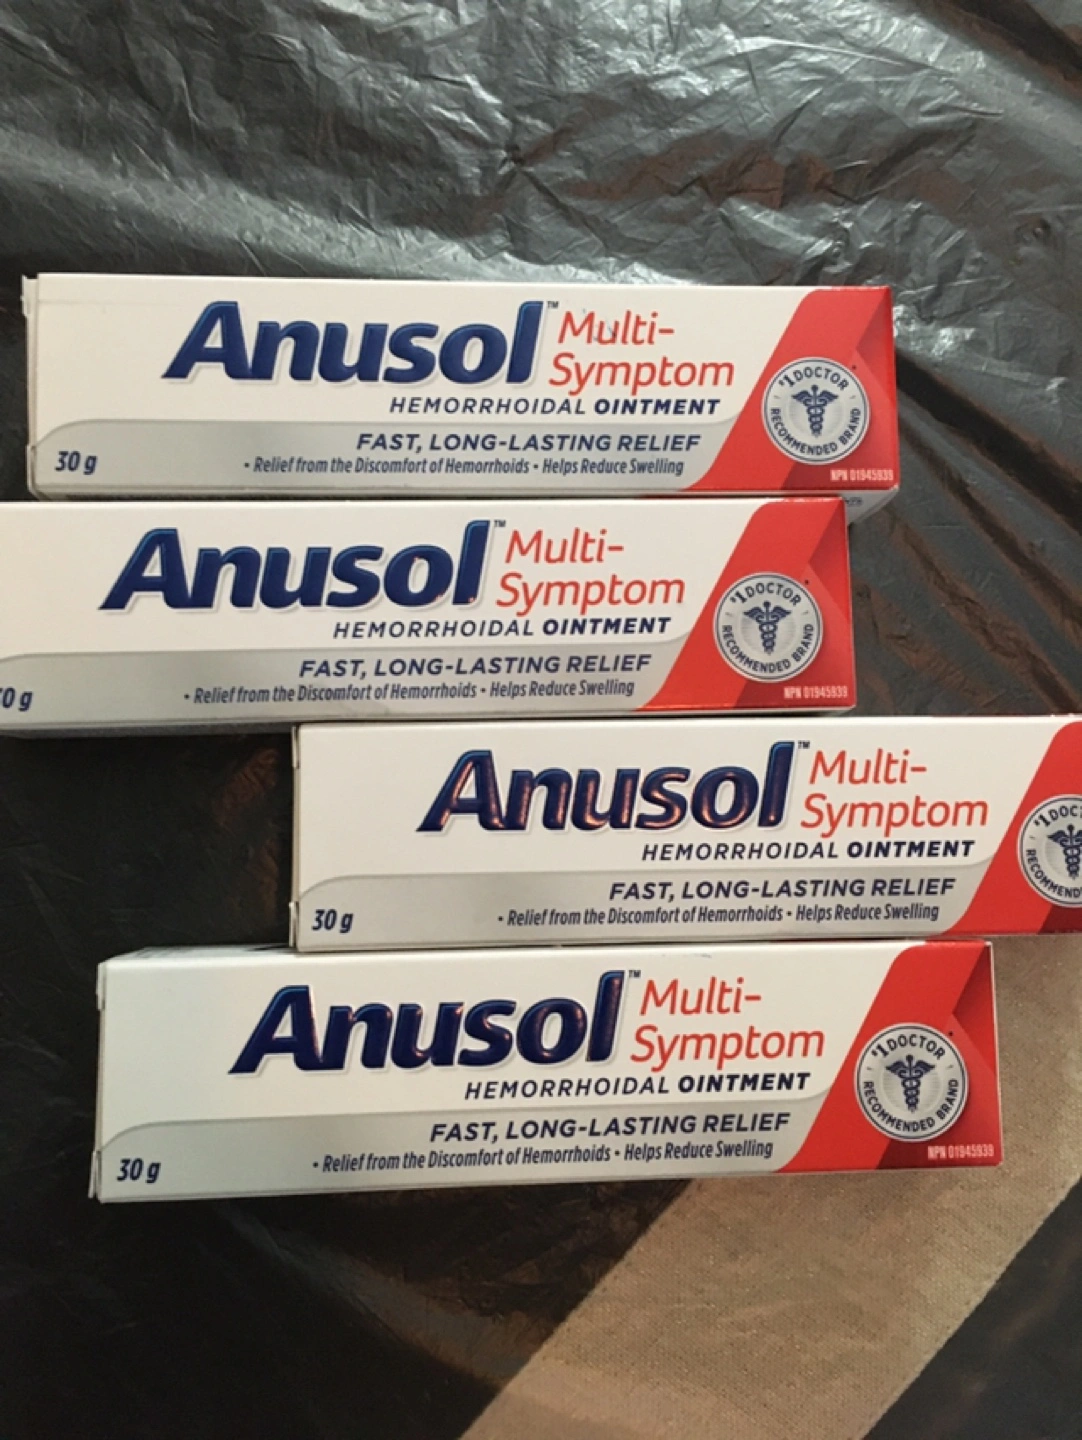 Anusol™ Multi-
Symptom
HEMORRHOIDAL OINTMENT
FAST, LONG-LASTING RELIEF
• Relief from the Discomfort of Hemorrhoids • Helps Reduce Swelling
30 g
#1 DOCTOR
RECOMMENDED BRAND*
NPN 01945939
Anusol™ Multi-
Symptom
HEMORRHOIDAL OINTMENT
FAST, LONG-LASTING RELIEF
• Relief from the Discomfort of Hemorrhoids • Helps Reduce Swelling
0 g
#1 DOCTOR
RECOMMENDED BRAND*
NPN 01945939
Anusol™ Multi-
Symptom
HEMORRHOIDAL OINTMENT
FAST, LONG-LASTING RELIEF
• Relief from the Discomfort of Hemorrhoids • Helps Reduce Swelling
30 g
#1 DOCT
RECOMMEND
Anusol™ Multi-
Symptom
HEMORRHOIDAL OINTMENT
FAST, LONG-LASTING RELIEF
• Relief from the Discomfort of Hemorrhoids • Helps Reduce Swelling
30 g
#1 DOCTOR
RECOMMENDED BRAND*
NPN 01945939